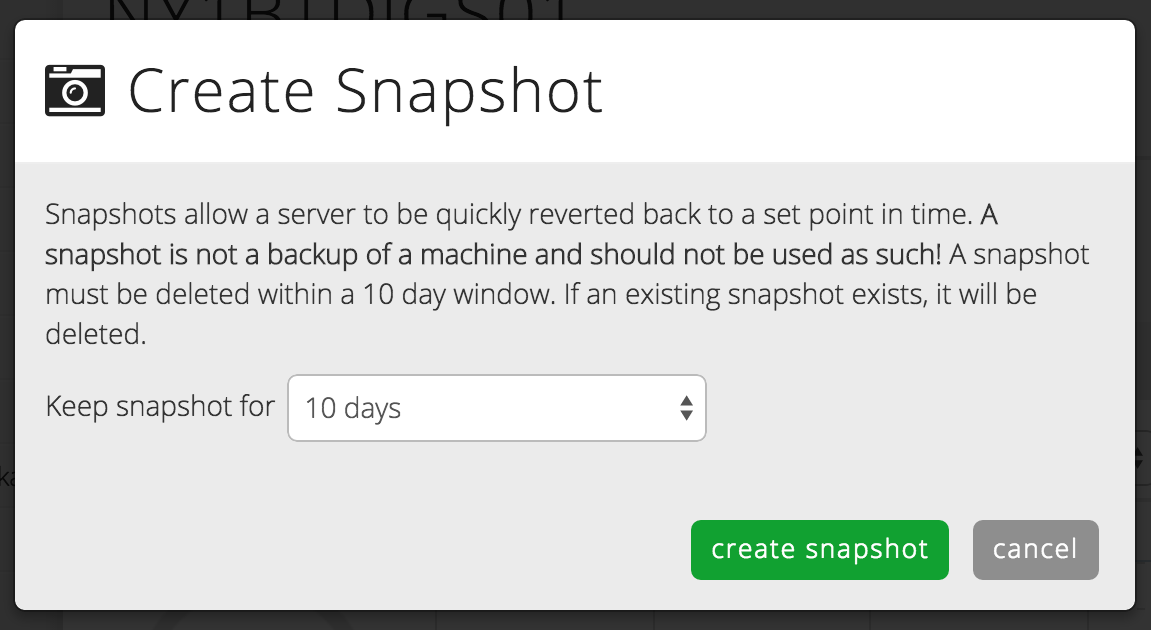 Create Snapshot
Snapshots allow a server to be quickly reverted back to a set point in time. A
snapshot is not a backup of a machine and should not be used as such! A snapshot
must be deleted within a 10 day window. If an existing snapshot exists, it will be
deleted.
Keep snapshot for 10 days
create snapshot cancel